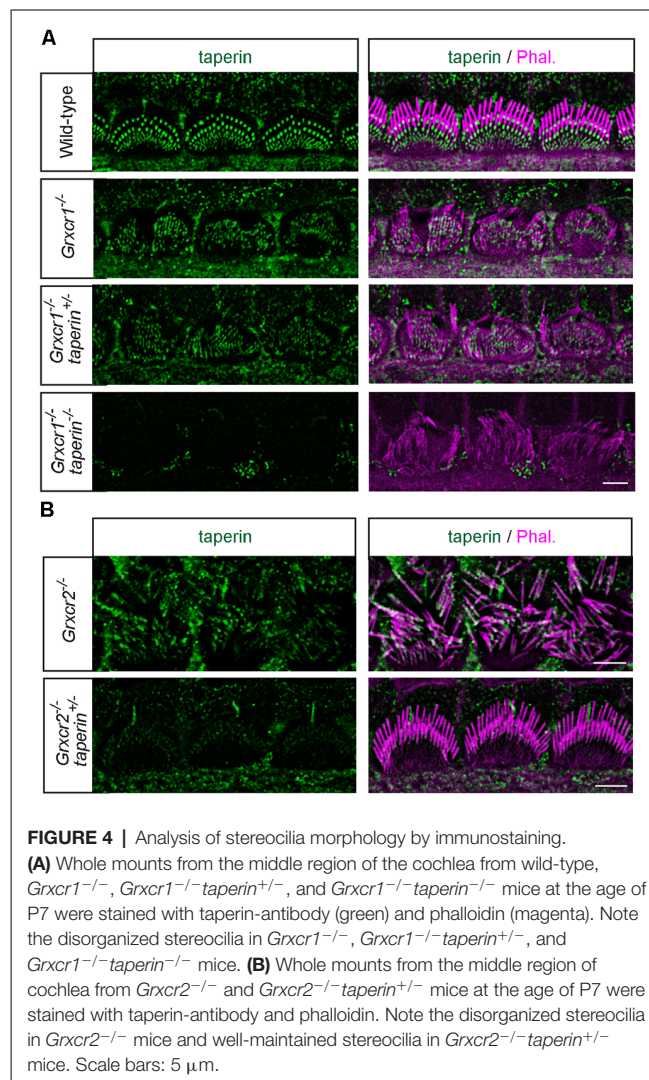 A
taperin
taperin / Phal.
Wild-type
Grxcr1-/-
Grxcr1-/-
taperin+/-
Grxcr1-/-
taperin-/-
B
taperin
taperin / Phal.
Grxcr2-/-
Grxcr2-/-
taperin+/-
FIGURE 4 | Analysis of stereocilia morphology by immunostaining.
(A) Whole mounts from the middle region of the cochlea from wild-type,
Grxcr1−/−, Grxcr1−/−taperin+/−, and Grxcr1−/−taperin−/− mice at the age of
P7 were stained with taperin-antibody (green) and phalloidin (magenta). Note
the disorganized stereocilia in Grxcr1−/−, Grxcr1−/−taperin+/−, and
Grxcr1−/−taperin−/− mice. (B) Whole mounts from the middle region of
cochlea from Grxcr2−/− and Grxcr2−/−taperin+/− mice at the age of P7 were
stained with taperin-antibody and phalloidin. Note the disorganized stereocilia
in Grxcr2−/− mice and well-maintained stereocilia in Grxcr2−/−taperin+/−
mice. Scale bars: 5 μm.